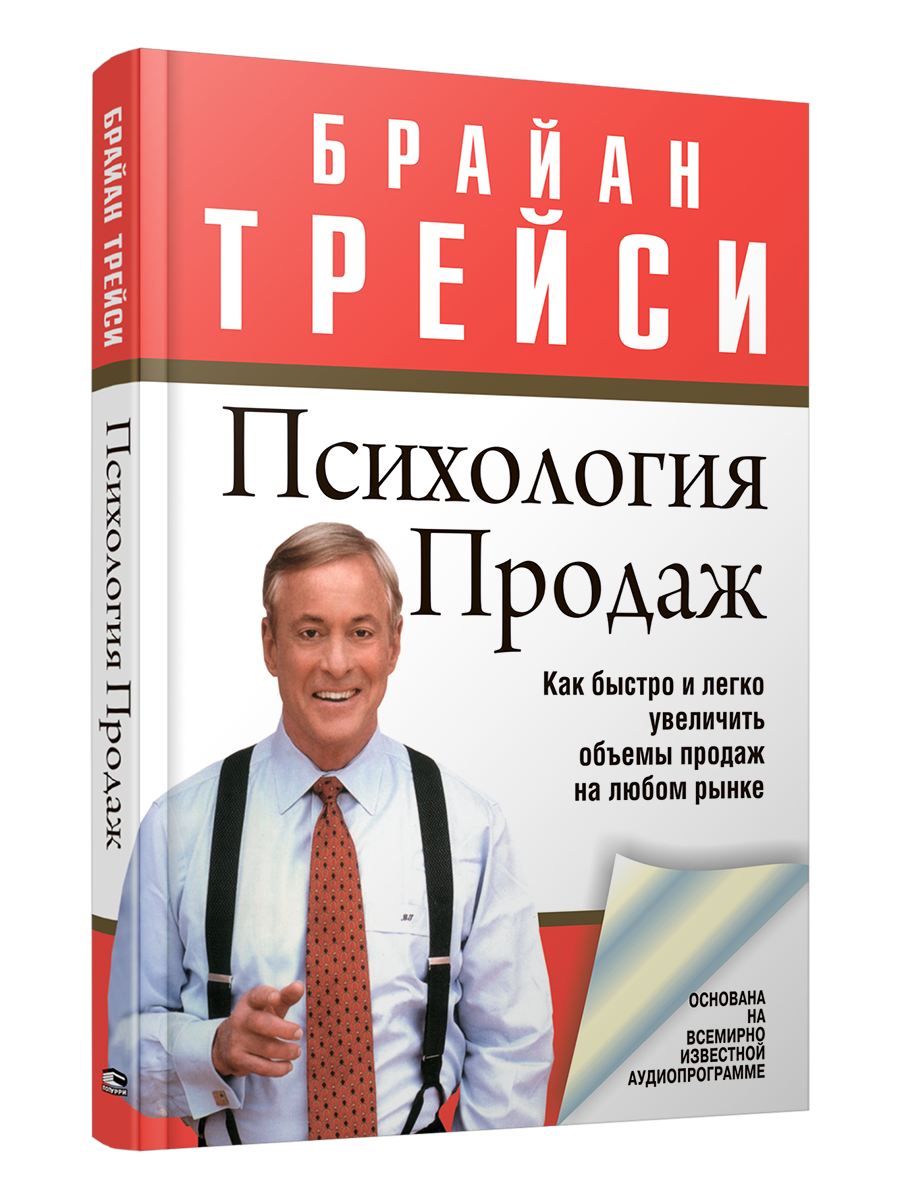 БРАЙАН
ТРЕЙСИ
Психология
Продаж
Как быстро и легко
увеличить
объемы продаж
на любом рынке
ОСНОВАНА
НА
ВСЕМИРНО
ИЗВЕСТНОЙ
АУДИОПРОГРАММЕ
БРАЙАН ТРЕЙСИ
Психология Продаж
ПОПУРРИ